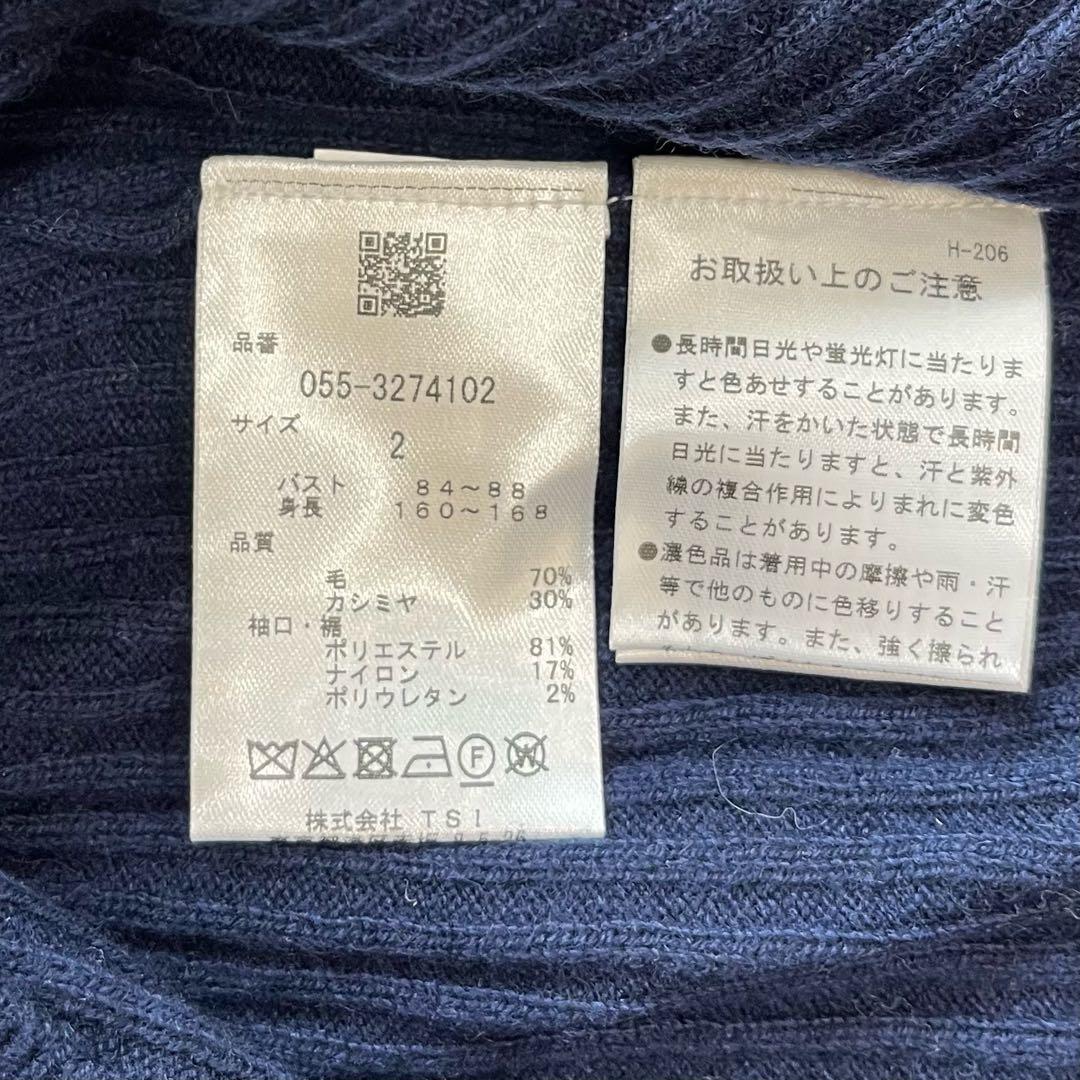 品番
055-3274102
サイズ
2
バスト 84～88
身長 160～168
品質
毛 70%
カシミヤ 30%
袖口・裾
ポリエステル 81%
ナイロン 17%
ポリウレタン 2%
F
W
株式会社 TSI
H-206
お取扱い上のご注意
●長時間日光や蛍光灯に当たりま
すと色あせすることがあります。
また、汗をかいた状態で長時間
日光に当たりますと、汗と紫外
線の複合作用によりまれに変色
することがあります。
●濃色品は着用中の摩擦や雨・汗
等で他のものに色移りすること
があります。また、強く擦られ